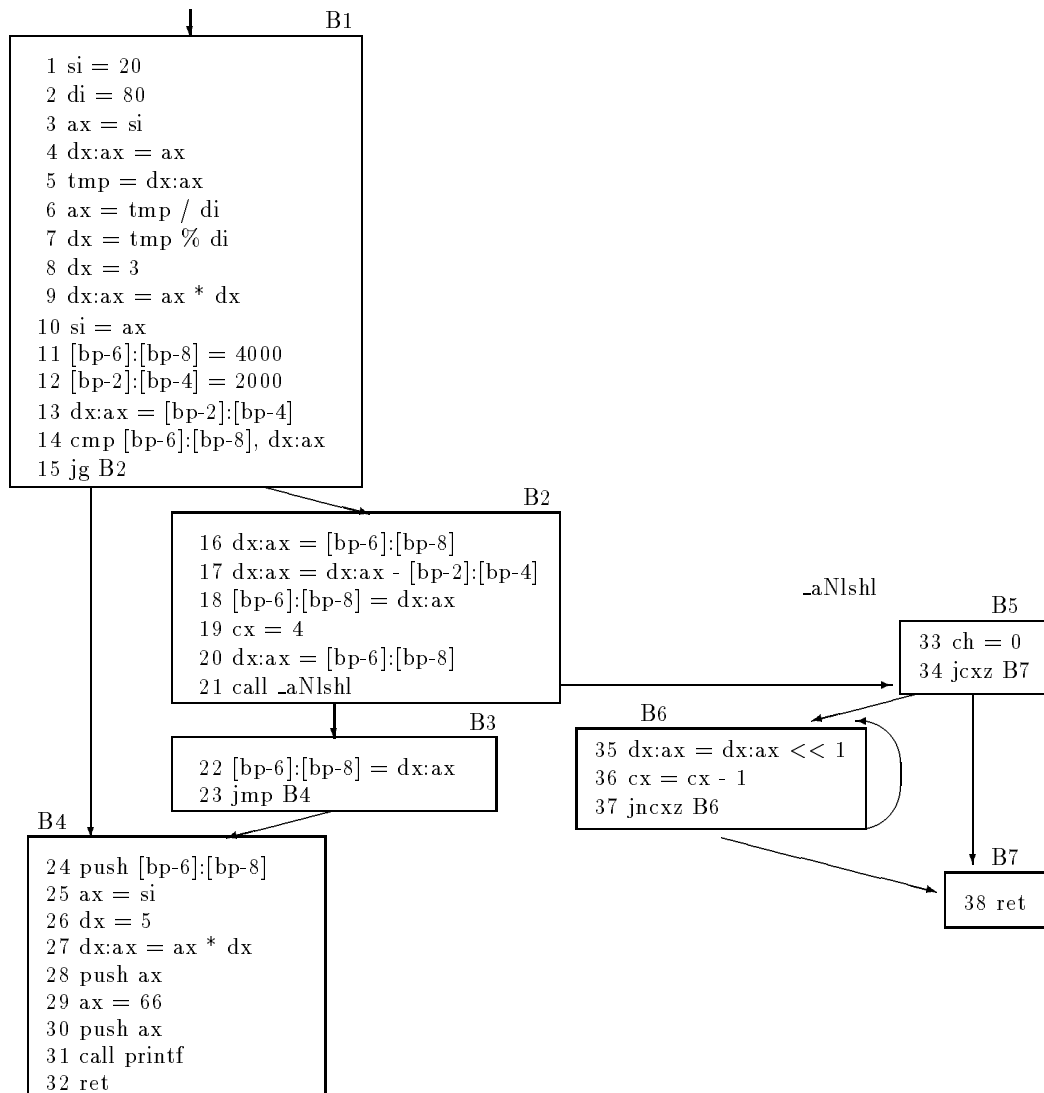 B1
1 si = 20
2 di = 80
3 ax = si
4 dx:ax = ax
5 tmp = dx:ax
6 ax = tmp / di
7 dx = tmp % di
8 dx = 3
9 dx:ax = ax * dx
10 si = ax
11 [bp-6]:[bp-8] = 4000
12 [bp-2]:[bp-4] = 2000
13 dx:ax = [bp-2]:[bp-4]
14 cmp [bp-6]:[bp-8], dx:ax
15 jg B2
B2
16 dx:ax = [bp-6]:[bp-8]
17 dx:ax = dx:ax - [bp-2]:[bp-4]
18 [bp-6]:[bp-8] = dx:ax
19 cx = 4
20 dx:ax = [bp-6]:[bp-8]
21 call _aNlshl
B3
22 [bp-6]:[bp-8] = dx:ax
23 jmp B4
B4
24 push [bp-6]:[bp-8]
25 ax = si
26 dx = 5
27 dx:ax = ax * dx
28 push ax
29 ax = 66
30 push ax
31 call printf
32 ret
_aNlshl
B5
33 ch = 0
34 jcxz B7
B6
35 dx:ax = dx:ax << 1
36 cx = cx - 1
37 jncxz B6
B7
38 ret